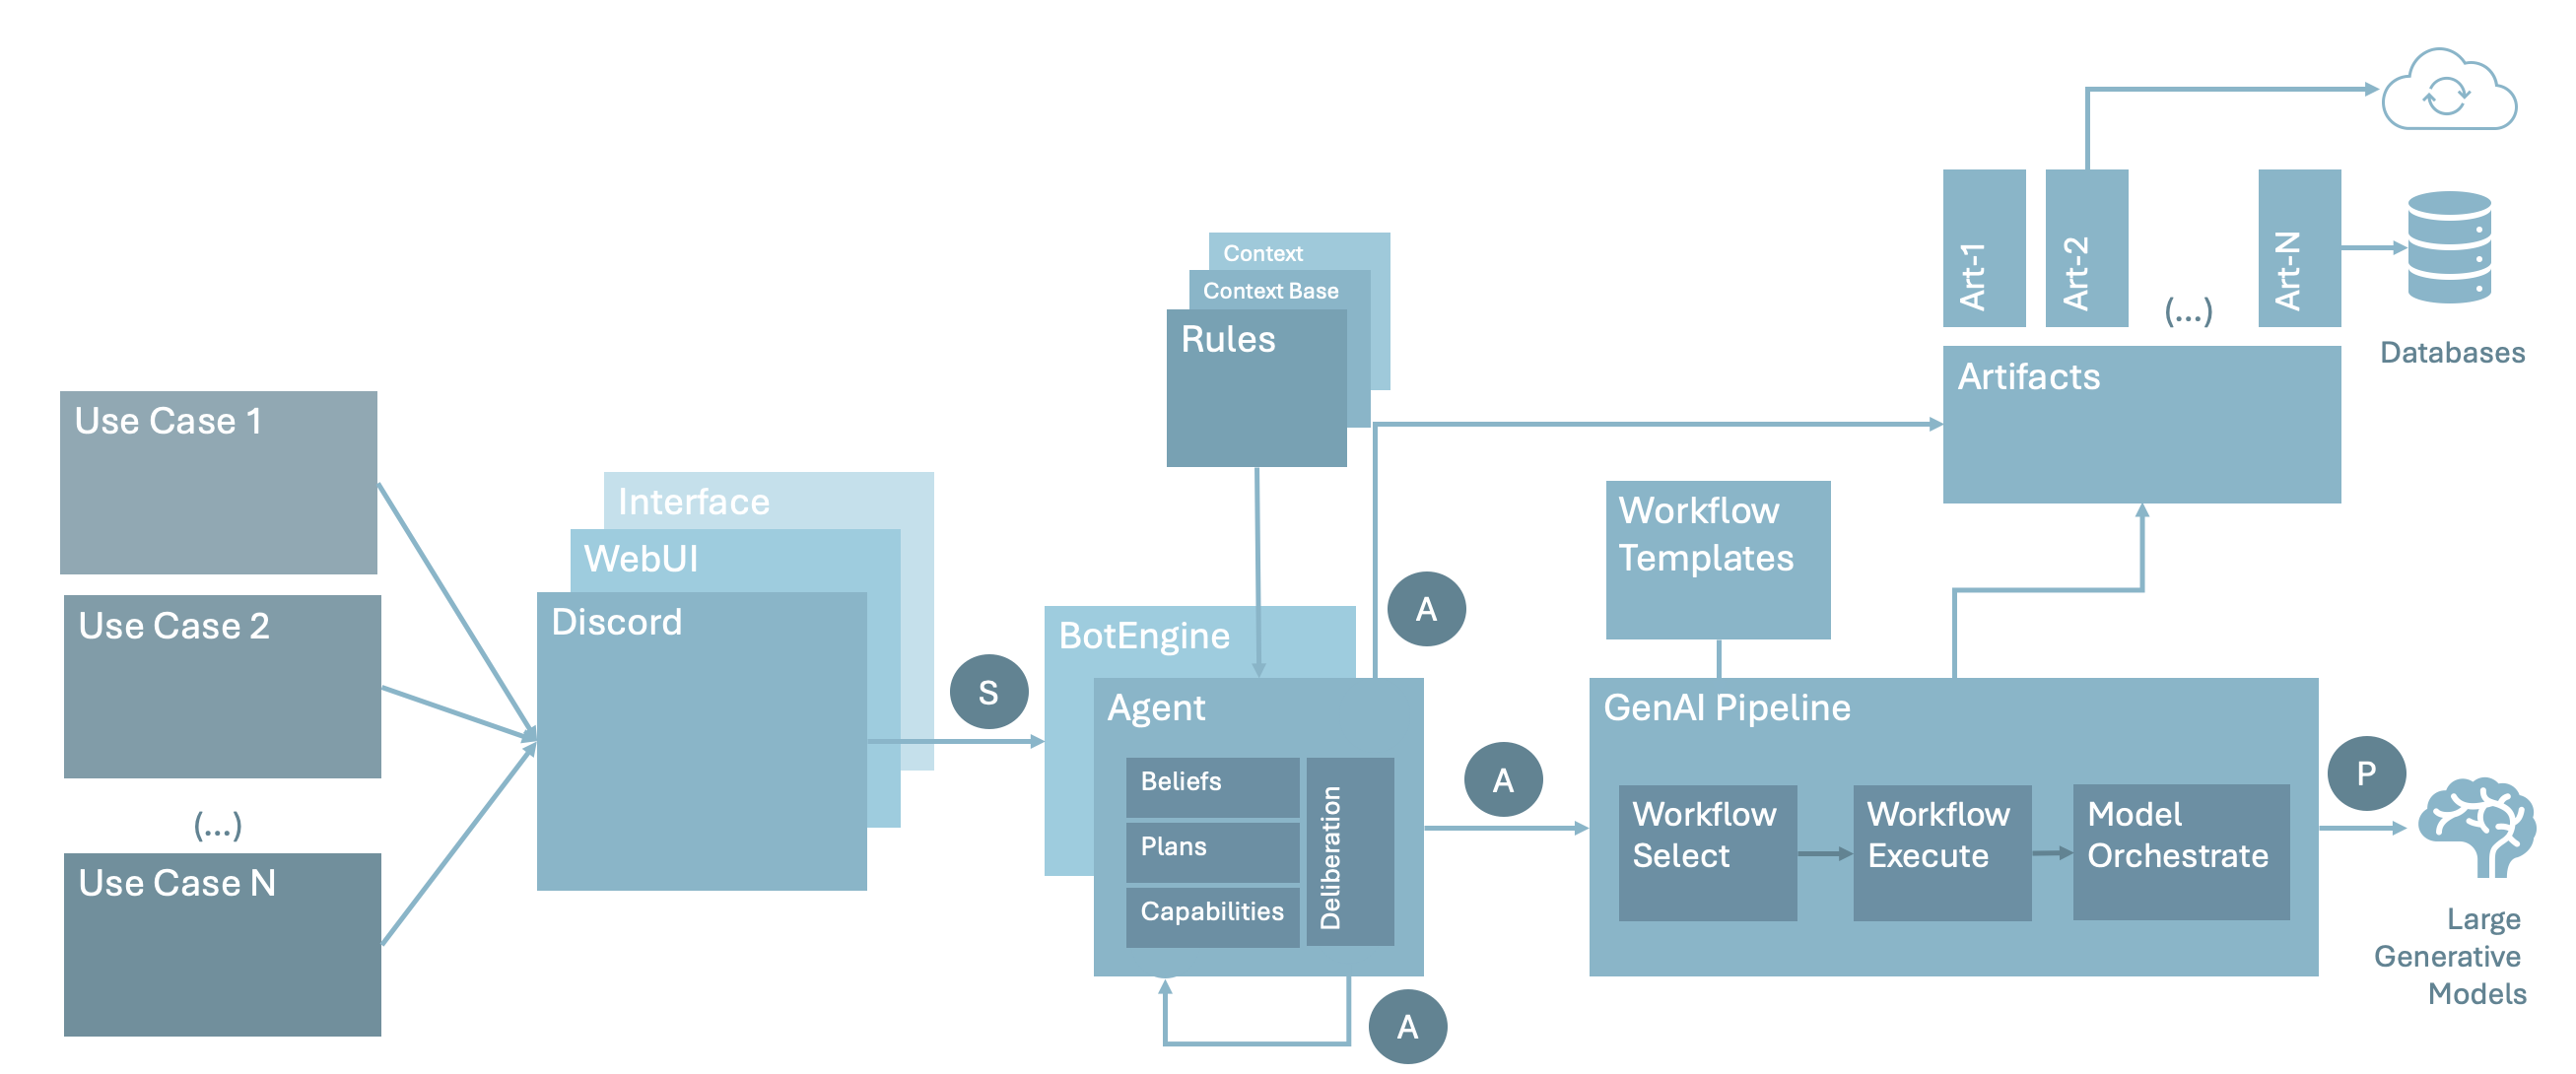 Use Case 1
Use Case 2
(...)
Use Case N
Interface
WebUI
Discord
S
Context
Context Base
Rules
BotEngine
Agent
Beliefs
Plans
Capabilities
Deliberation
A
A
A
Workflow
Templates
GenAI Pipeline
Workflow
Select
Workflow
Execute
Model
Orchestrate
Art-1
Art-2
(...)
Art-N
Artifacts
Databases
P
Large
Generative
Models